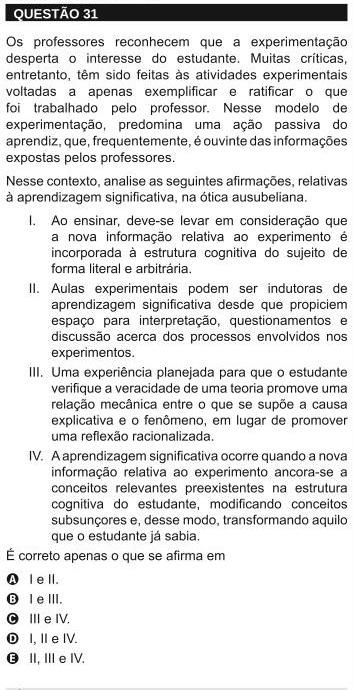 QUESTÃO 31
Os professores reconhecem que a experimentação
desperta o interesse do estudante. Muitas críticas,
entretanto, têm sido feitas às atividades experimentais
voltadas a apenas exemplificar e ratificar o que
foi trabalhado pelo professor. Nesse modelo de
experimentação, predomina uma ação passiva do
aprendiz, que, frequentemente, é ouvinte das informações
expostas pelos professores.
Nesse contexto, analise as seguintes afirmações, relativas
à aprendizagem significativa, na ótica ausubeliana.
I. Ao ensinar, deve-se levar em consideração que
a nova informação relativa ao experimento é
incorporada à estrutura cognitiva do sujeito de
forma literal e arbitrária.
II. Aulas experimentais podem ser indutoras de
aprendizagem significativa desde que propiciem
espaço para interpretação, questionamentos e
discussão acerca dos processos envolvidos nos
experimentos.
III. Uma experiência planejada para que o estudante
verifique a veracidade de uma teoria promove uma
relação mecânica entre o que se supõe a causa
explicativa e o fenômeno, em lugar de promover
uma reflexão racionalizada.
IV. A aprendizagem significativa ocorre quando a nova
informação relativa ao experimento ancora-se a
conceitos relevantes preexistentes na estrutura
cognitiva do estudante, modificando conceitos
subsunçores e, desse modo, transformando aquilo
que o estudante já sabia.
É correto apenas o que se afirma em
A I e II.
B I e III.
C III e IV.
D I, II e IV.
E II, III e IV.